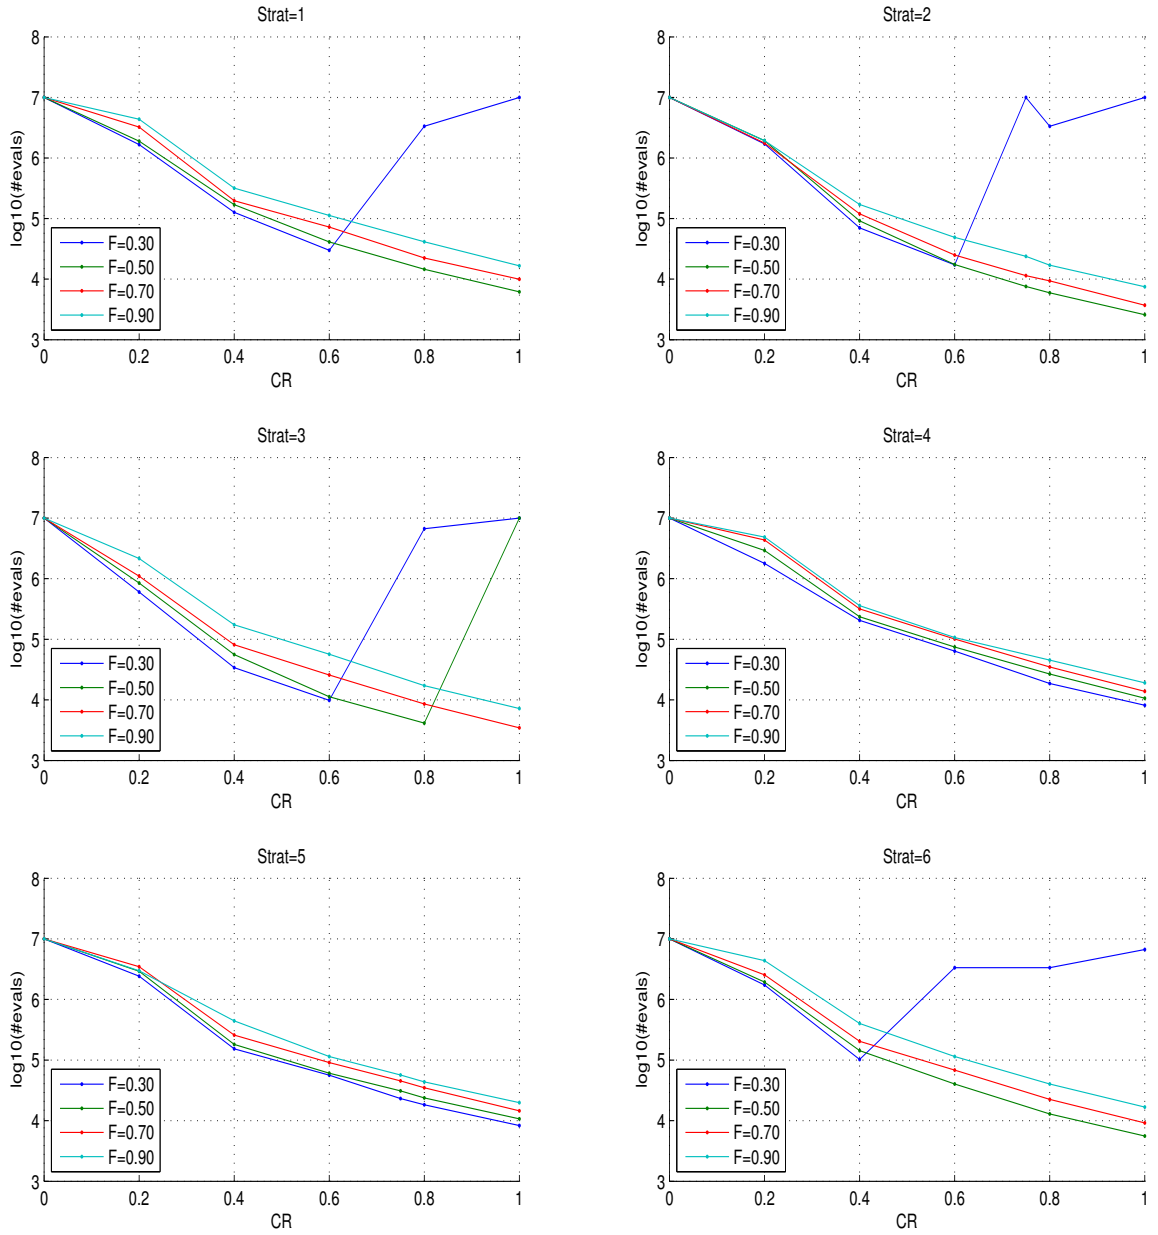 Strat=1
8
7
6
5
4
3
log10(#evals)
F=0.30
F=0.50
F=0.70
F=0.90
0 0.2 0.4 0.6 0.8 1
CR
Strat=2
8
7
6
5
4
3
log10(#evals)
F=0.30
F=0.50
F=0.70
F=0.90
0 0.2 0.4 0.6 0.8 1
CR
Strat=3
8
7
6
5
4
3
log10(#evals)
F=0.30
F=0.50
F=0.70
F=0.90
0 0.2 0.4 0.6 0.8 1
CR
Strat=4
8
7
6
5
4
3
log10(#evals)
F=0.30
F=0.50
F=0.70
F=0.90
0 0.2 0.4 0.6 0.8 1
CR
Strat=5
8
7
6
5
4
3
log10(#evals)
F=0.30
F=0.50
F=0.70
F=0.90
0 0.2 0.4 0.6 0.8 1
CR
Strat=6
8
7
6
5
4
3
log10(#evals)
F=0.30
F=0.50
F=0.70
F=0.90
0 0.2 0.4 0.6 0.8 1
CR